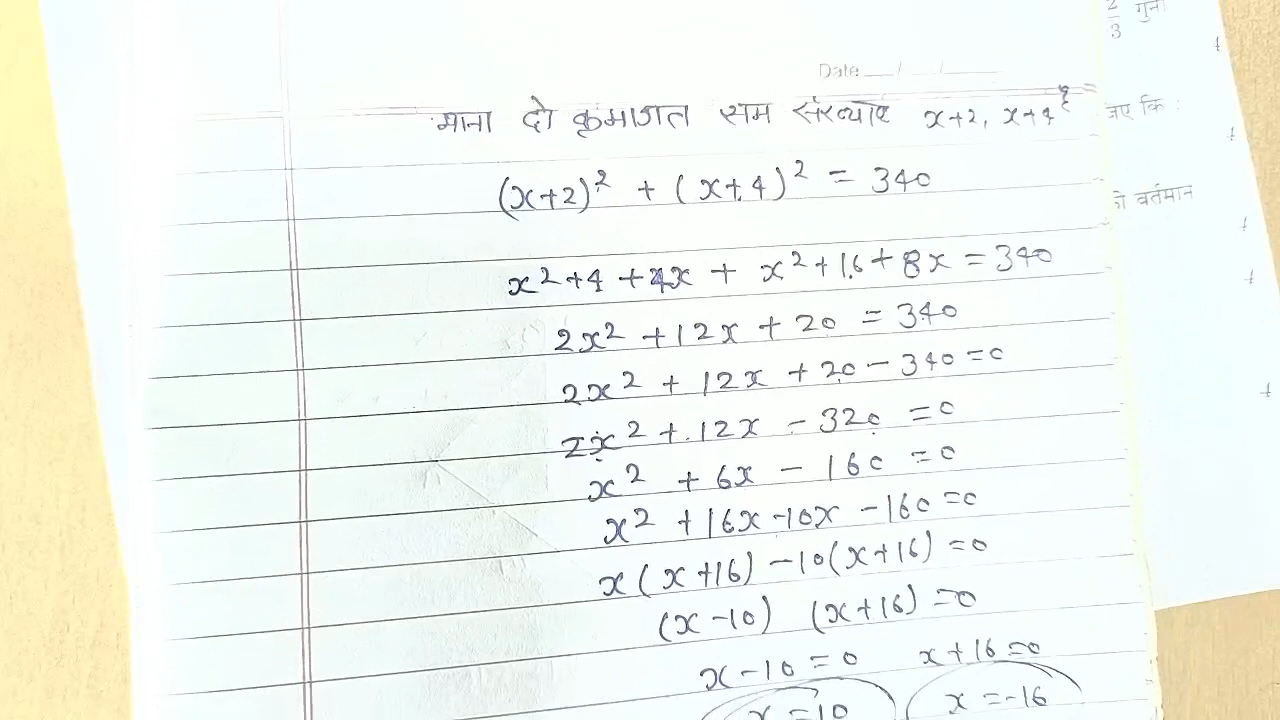 Date / /
माना दो क्रमागत सम संख्याएँ x+2, x+4 है
(x+2)² + (x+4)² = 340
x²+4+4x + x²+16+8x = 340
2x² +12x + 20 = 340
2x² + 12x + 20 - 340 = 0
2x² + 12x - 320 = 0
x² + 6x - 160 = 0
x² + 16x - 10x - 160 = 0
x(x+16) - 10(x+16) = 0
(x-10) (x+16) = 0
x-10 = 0 x+16 = 0
x = 10 x = -16
2/3 गुना
कि :
वर्तमान